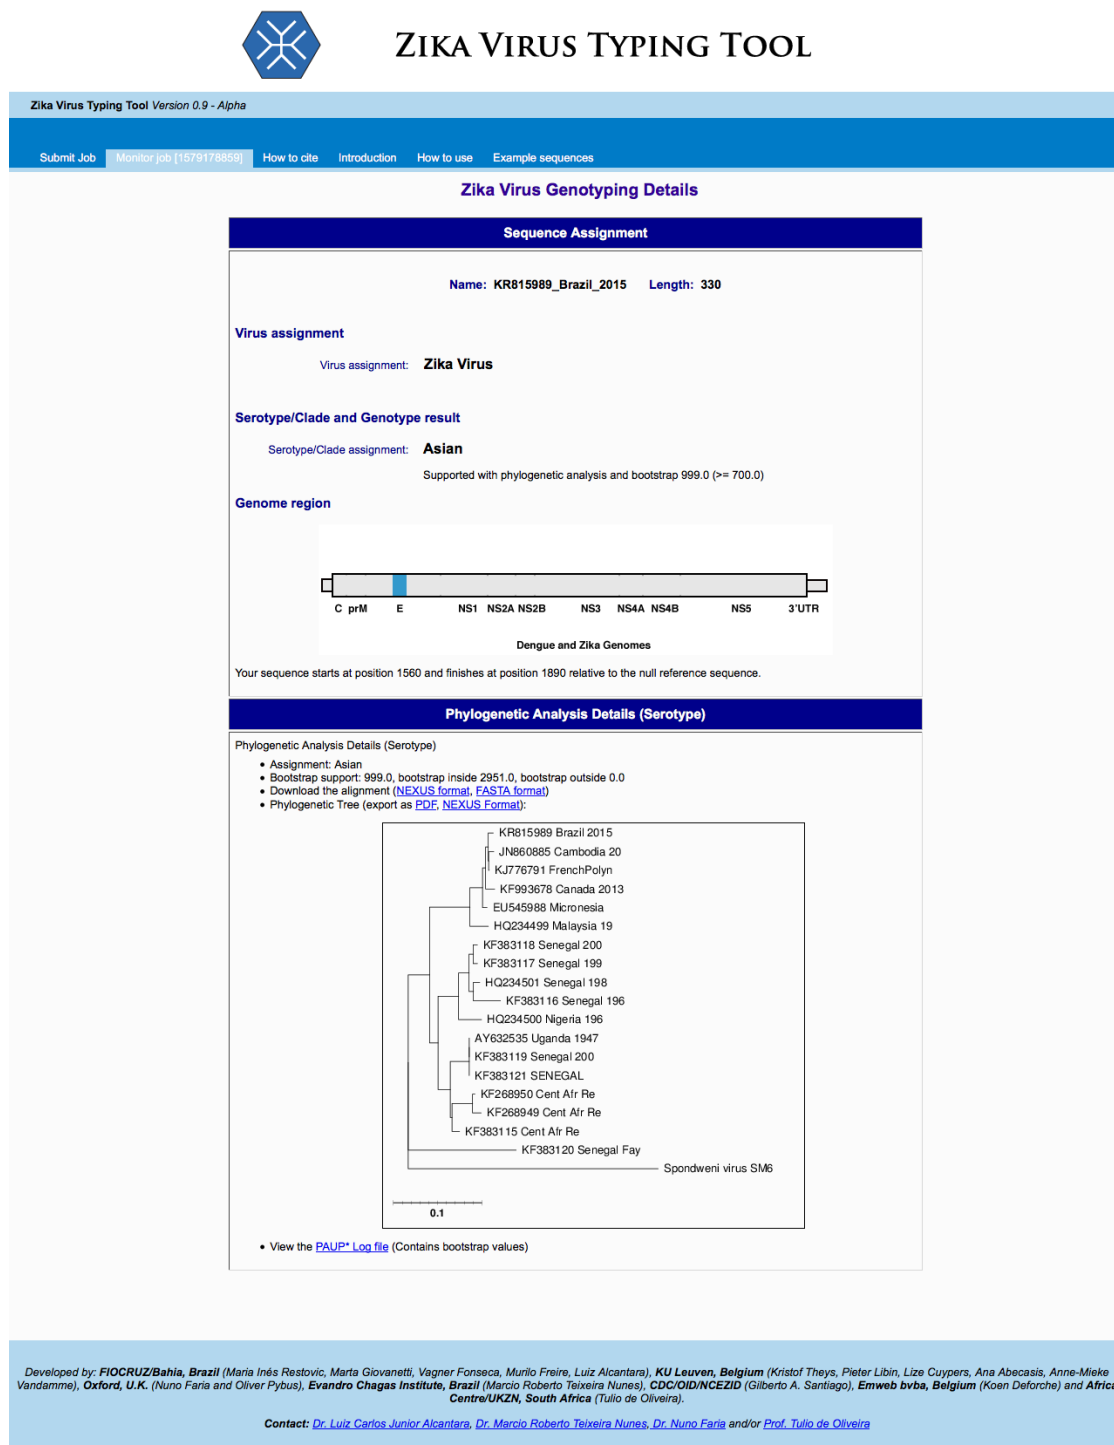 ZIKA VIRUS TYPING TOOL
Zika Virus Typing Tool Version 0.9 - Alpha
Submit Job Monitor job [1579178859] How to cite Introduction How to use Example sequences
Zika Virus Genotyping Details
Sequence Assignment
Name: KR815989_Brazil_2015 Length: 330
Virus assignment
Virus assignment: Zika Virus
Serotype/Clade and Genotype result
Serotype/Clade assignment: Asian
Supported with phylogenetic analysis and bootstrap 999.0 (>= 700.0)
Genome region
C prM E NS1 NS2A NS2B NS3 NS4A NS4B NS5 3'UTR
Dengue and Zika Genomes
Your sequence starts at position 1560 and finishes at position 1890 relative to the null reference sequence.
Phylogenetic Analysis Details (Serotype)
Phylogenetic Analysis Details (Serotype)
• Assignment: Asian
• Bootstrap support: 999.0, bootstrap inside 2951.0, bootstrap outside 0.0
• Download the alignment (NEXUS format, FASTA format)
• Phylogenetic Tree (export as PDF, NEXUS Format):
KR815989 Brazil 2015
JN860885 Cambodia 20
KJ776791 FrenchPolyn
KF993678 Canada 2013
EU545988 Micronesia
HQ234499 Malaysia 19
KF383118 Senegal 200
KF383117 Senegal 199
HQ234501 Senegal 198
KF383116 Senegal 196
HQ234500 Nigeria 196
AY632535 Uganda 1947
KF383119 Senegal 200
KF383121 SENEGAL
KF268950 Cent Afr Re
KF268949 Cent Afr Re
KF383115 Cent Afr Re
KF383120 Senegal Fay
Spondweni virus SM6
0.1
• View the PAUP* Log file (Contains bootstrap values)
Developed by: FIOCRUZ/Bahia, Brazil (Maria Inés Restovic, Marta Giovanetti, Vagner Fonseca, Murilo Freire, Luiz Alcantara), KU Leuven, Belgium (Kristof Theys, Pieter Libin, Lize Cuypers, Ana Abecasis, Anne-Mieke
Vandamme), Oxford, U.K. (Nuno Faria and Oliver Pybus), Evandro Chagas Institute, Brazil (Marcio Roberto Teixeira Nunes), CDC/OID/NCEZID (Gilberto A. Santiago), Emweb bvba, Belgium (Koen Deforche) and Africa
Centre/UKZN, South Africa (Tulio de Oliveira).
Contact: Dr. Luiz Carlos Junior Alcantara, Dr. Marcio Roberto Teixeira Nunes, Dr. Nuno Faria and/or Prof. Tulio de Oliveira